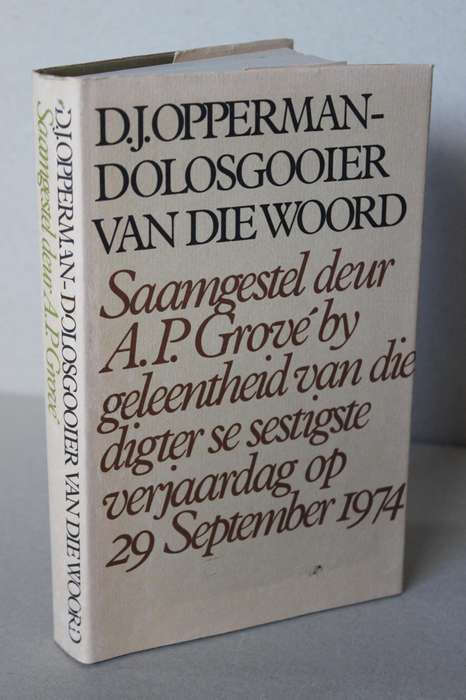 D.J.OPPERMAN-
DOLOSGOOIER
VAN DIE WOORD
Saamgestel deur
A.P. Grové by
geleentheid van die
digter se sestigste
verjaardag op
29 September 1974
D.J.OPPERMAN-DOLOSGOOIER VAN DIE WOORD
Saamgestel deur A.P. Grové